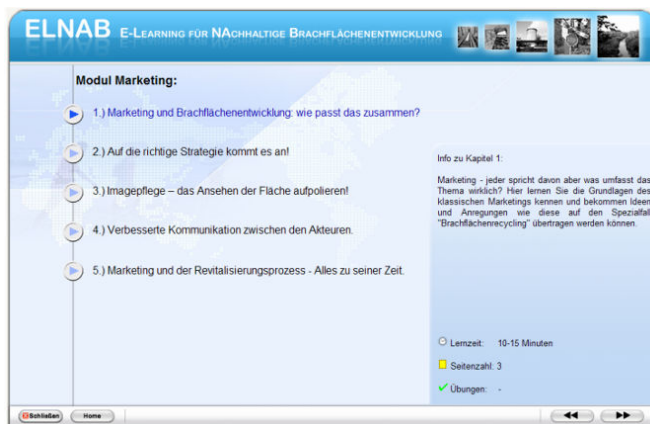 ELNAB E-LEARNING FÜR NACHHALTIGE BRACHFLÄCHENENTWICKLUNG
Modul Marketing:
1.) Marketing und Brachflächenentwicklung: wie passt das zusammen?
2.) Auf die richtige Strategie kommt es an!
3.) Imagepflege – das Ansehen der Fläche aufpolieren!
4.) Verbesserte Kommunikation zwischen den Akteuren.
5.) Marketing und der Revitalisierungsprozess - Alles zu seiner Zeit.
Info zu Kapitel 1:
Marketing - jeder spricht davon aber was umfasst das
Thema wirklich? Hier lernen Sie die Grundlagen des
klassischen Marketings kennen und bekommen Ideen
und Anregungen wie diese auf den Spezialfall
"Brachflächenrecycling" übertragen werden können.
Lernzeit: 10-15 Minuten
Seitenzahl: 3
Übungen: -
Schließen Home